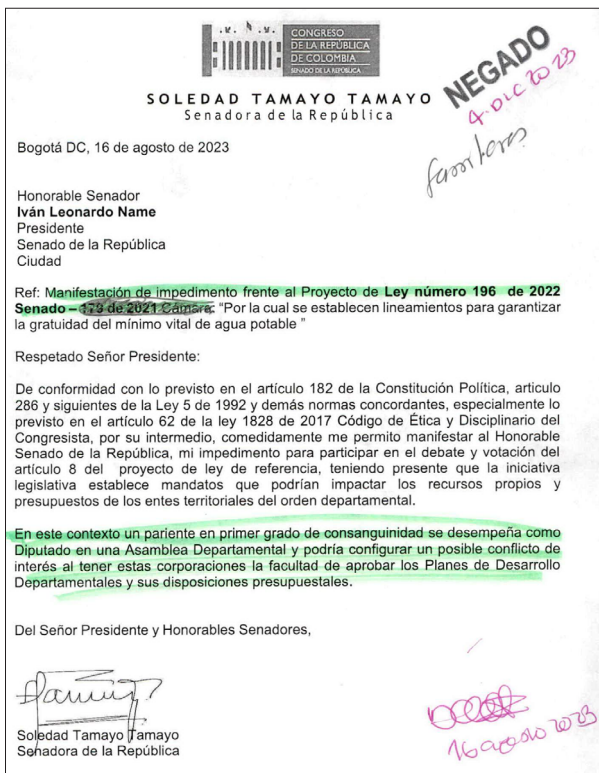 CONGRESO
DE LA REPÚBLICA
DE COLOMBIA
SENADO DE LA REPÚBLICA
NEGADO
4. DIC 2023
SOLEDAD TAMAYO TAMAYO
Senadora de la República
Bogotá DC, 16 de agosto de 2023
Honorable Senador
Iván Leonardo Name
Presidente
Senado de la República
Ciudad
Ref: Manifestación de impedimento frente al Proyecto de Ley número 196 de 2022
Senado – 179 de 2021 Cámara: “Por la cual se establecen lineamientos para garantizar
la gratuidad del mínimo vital de agua potable ”
Respetado Señor Presidente:
De conformidad con lo previsto en el artículo 182 de la Constitución Política, articulo
286 y siguientes de la Ley 5 de 1992 y demás normas concordantes, especialmente lo
previsto en el artículo 62 de la ley 1828 de 2017 Código de Ética y Disciplinario del
Congresista, por su intermedio, comedidamente me permito manifestar al Honorable
Senado de la República, mi impedimento para participar en el debate y votación del
artículo 8 del proyecto de ley de referencia, teniendo presente que la iniciativa
legislativa establece mandatos que podrían impactar los recursos propios y
presupuestos de los entes territoriales del orden departamental.
En este contexto un pariente en primer grado de consanguinidad se desempeña como
Diputado en una Asamblea Departamental y podría configurar un posible conflicto de
interés al tener estas corporaciones la facultad de aprobar los Planes de Desarrollo
Departamentales y sus disposiciones presupuestales.
Del Señor Presidente y Honorables Senadores,
Soledad Tamayo Tamayo
Senadora de la República
16 agosto 2023